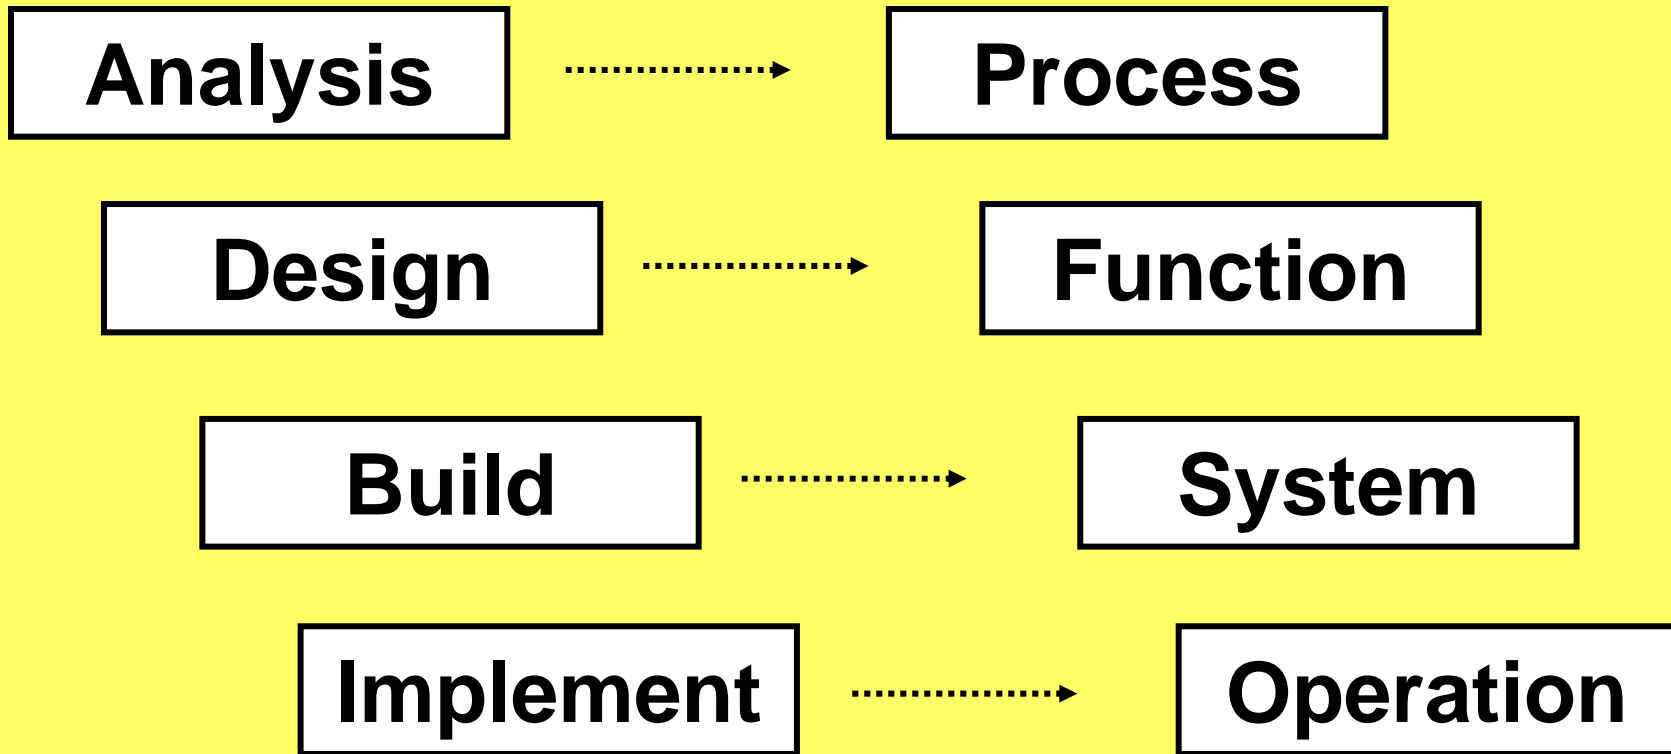 Analysis Process
Design Function
Build System
Implement Operation